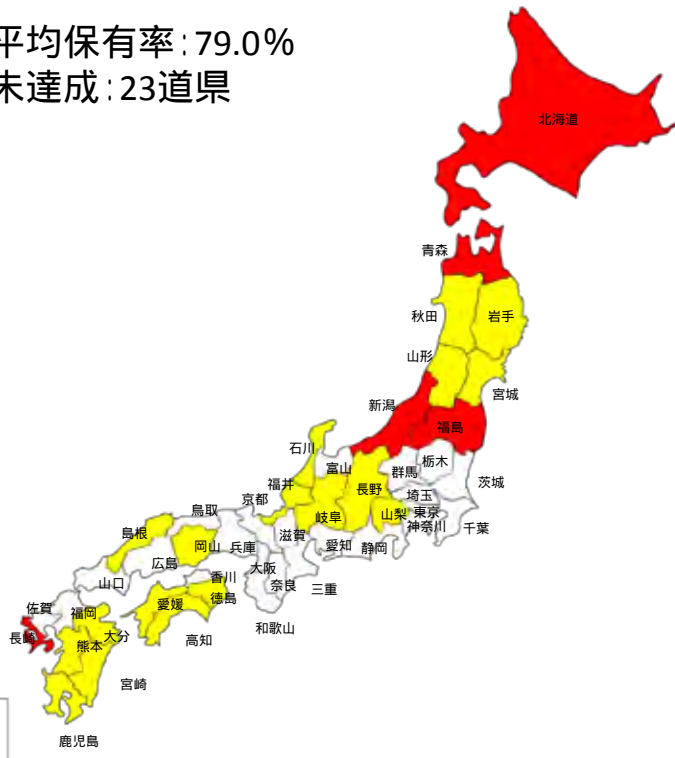 平均保有率:79.0%
未達成:23道県
北海道
青森
秋田
岩手
山形
宮城
新潟
福島
石川
富山
群馬
栃木
茨城
福井
長野
埼玉
京都
鳥取
岐阜
山梨
東京
神奈川
千葉
島根
岡山
兵庫
滋賀
愛知
静岡
広島
大阪
山口
香川
奈良
三重
佐賀
福岡
愛媛
徳島
和歌山
長崎
熊本
大分
高知
宮崎
鹿児島